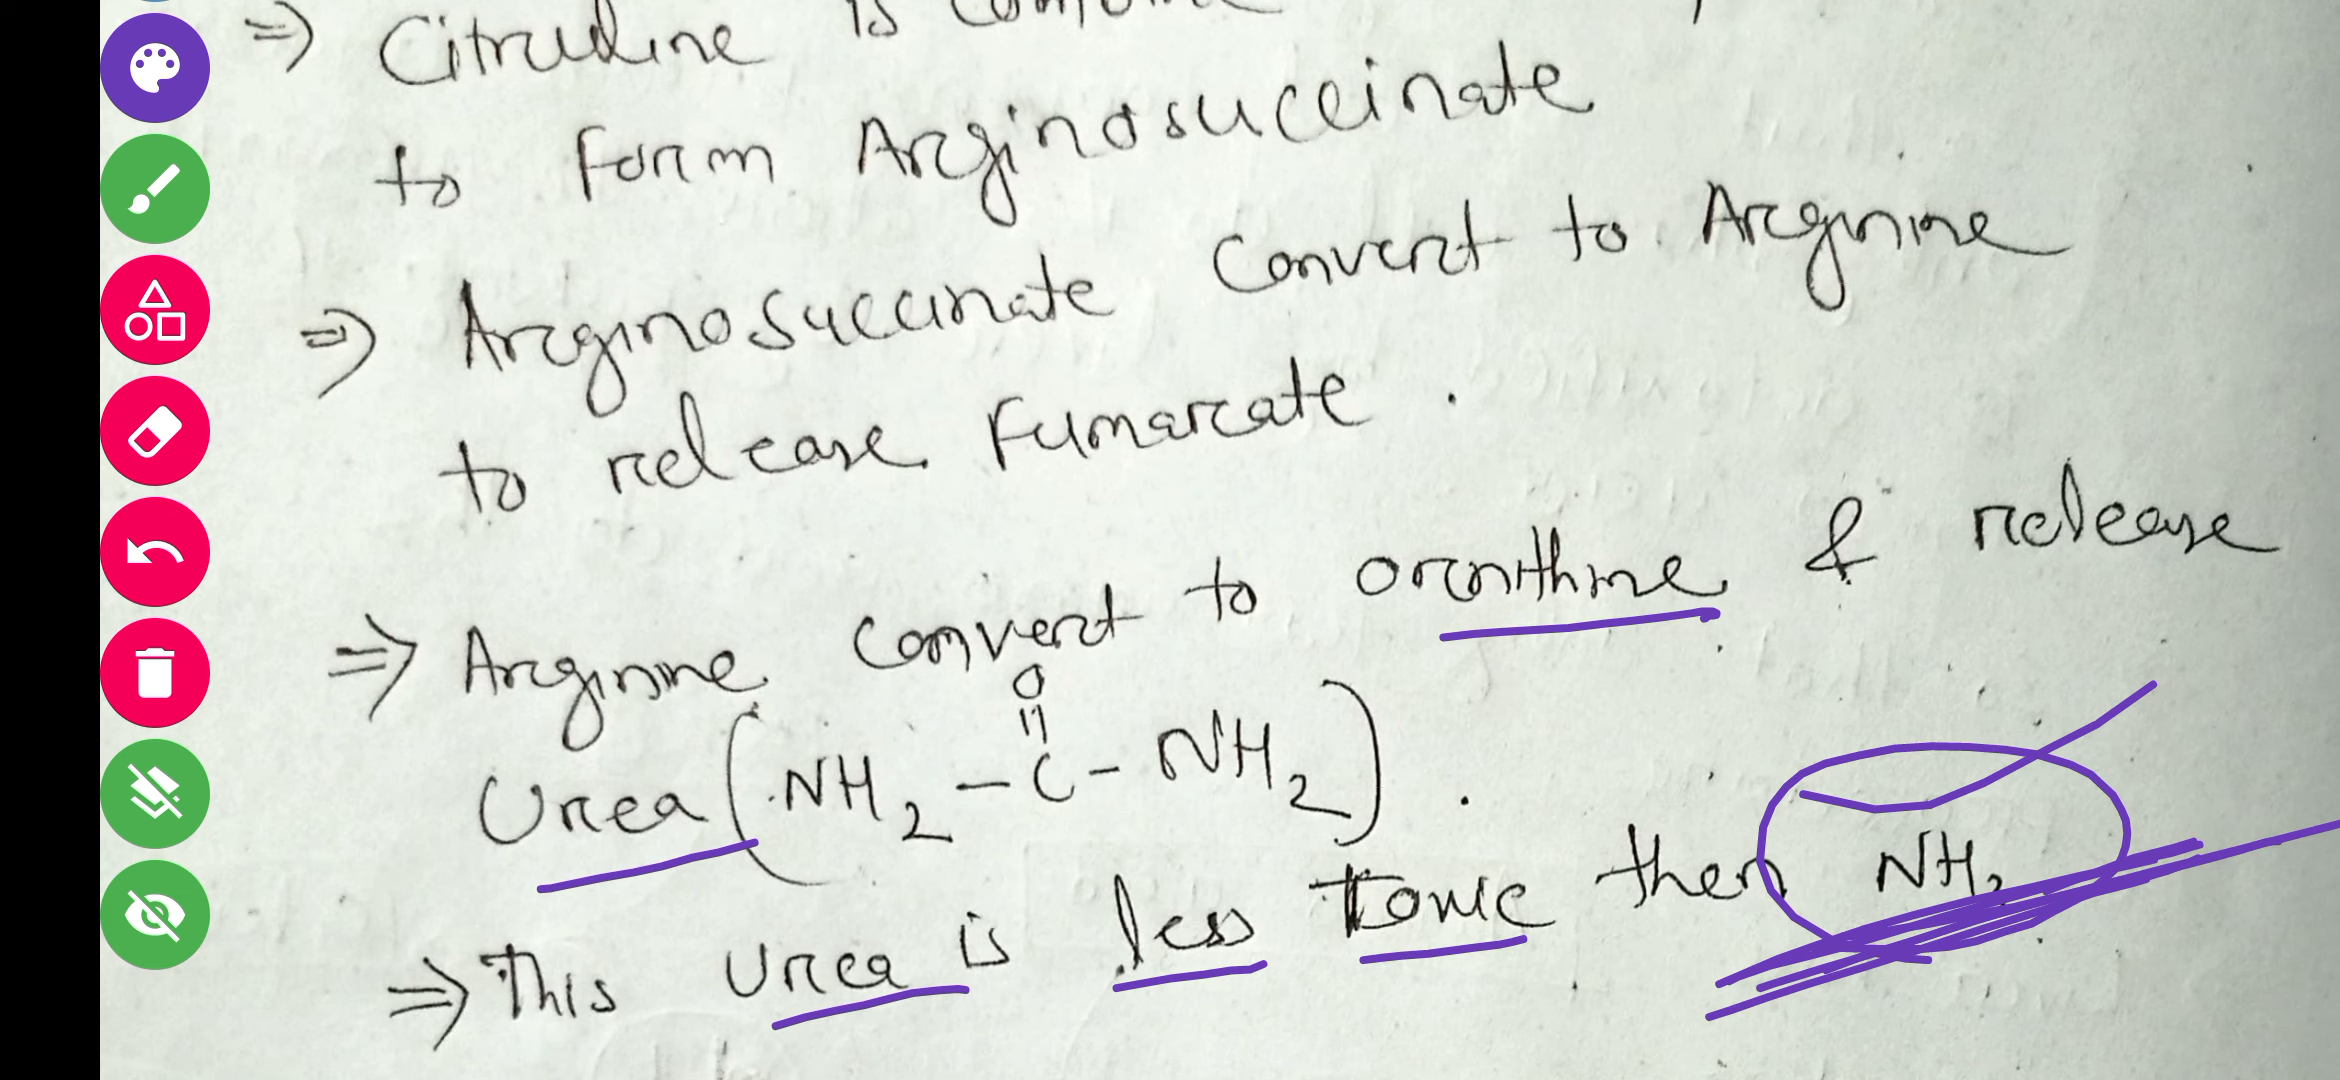 ⇒ Citrulline is combine
to form Arginosuccinate
⇒ Arginosuccinate convert to Arginine
to release Fumarate .
⇒ Arginine convert to ornithine & release
Urea ( NH₂ - C - NH₂ ) .
O
॥
⇒ This Urea is less toxic then NH₃